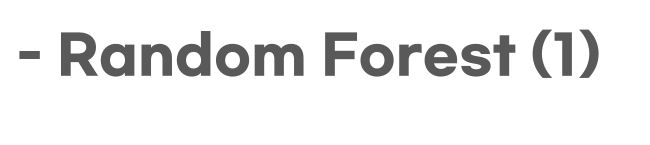 - Random Forest (1)